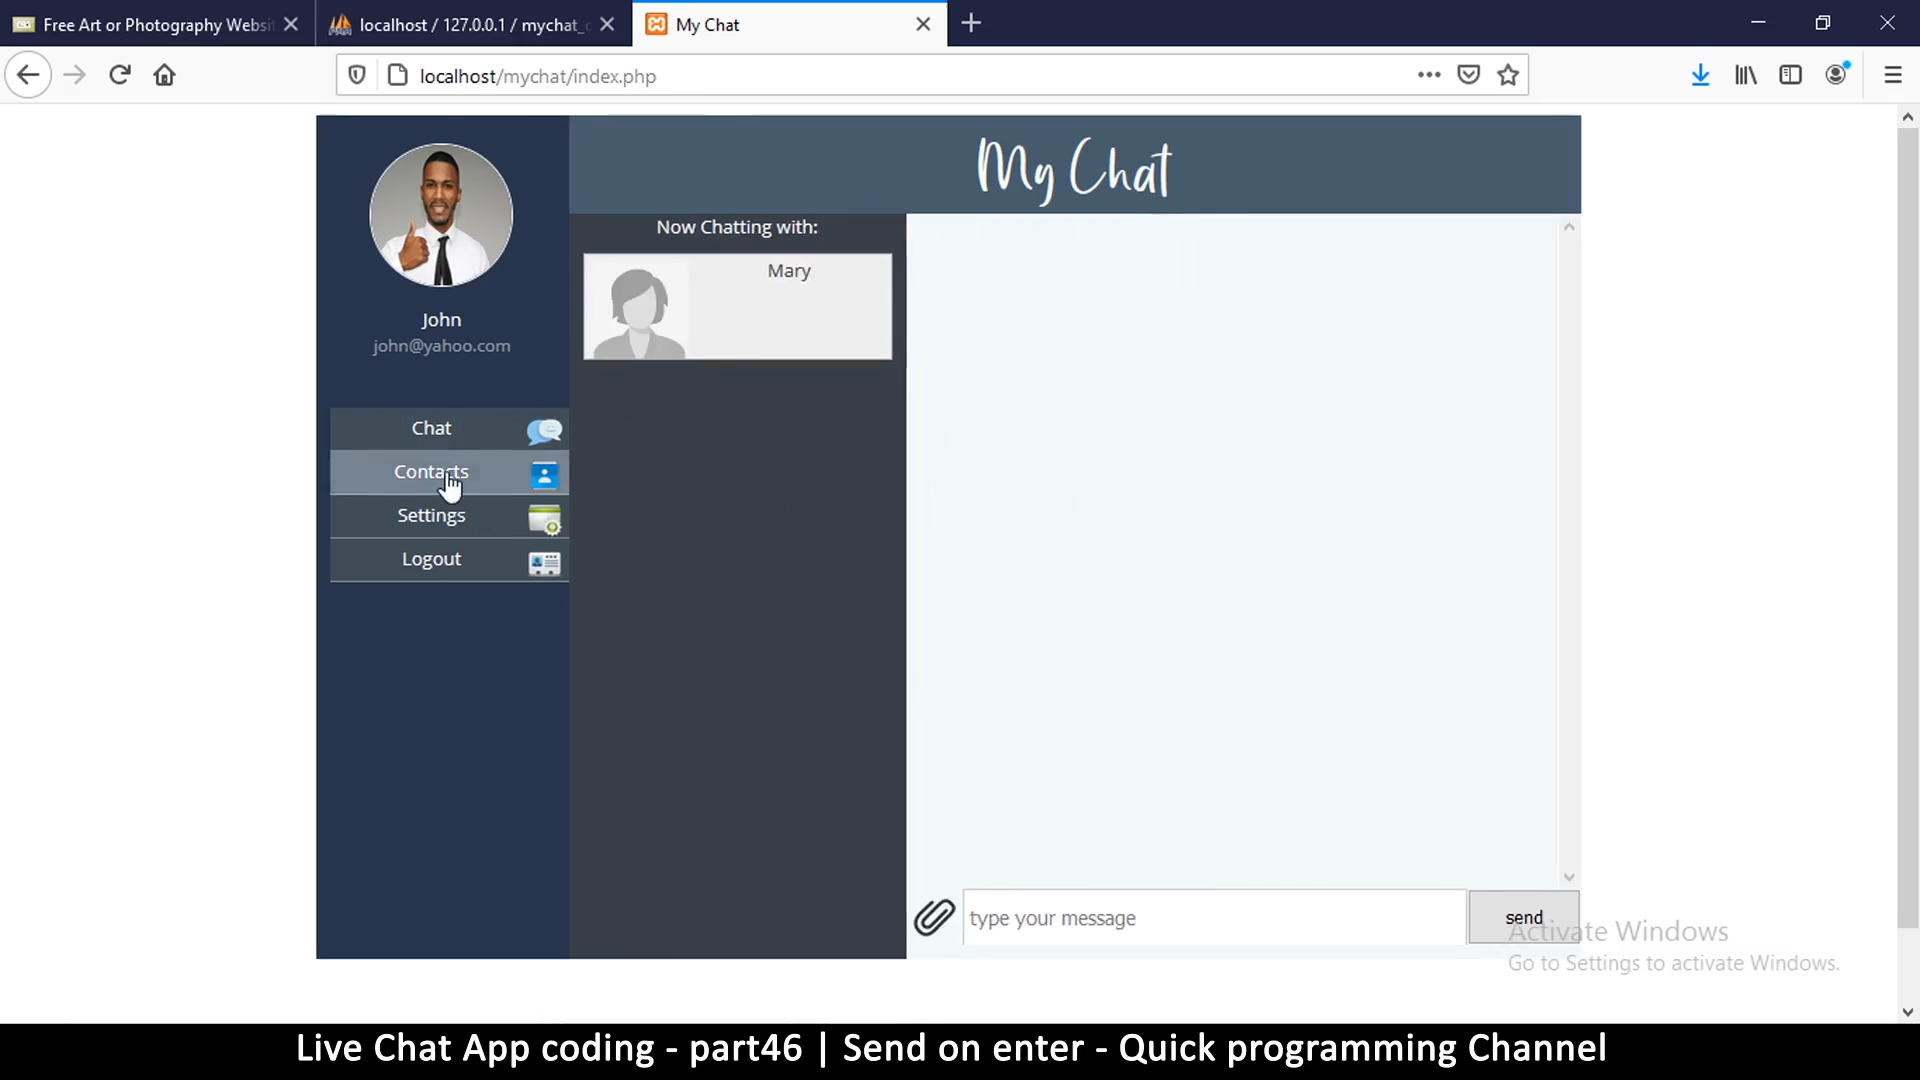 Free Art or Photography Websi
localhost / 127.0.0.1 / mychat_
My Chat
localhost/mychat/index.php
My Chat
Now Chatting with:
Mary
John
john@yahoo.com
Chat
Contacts
Settings
Logout
type your message
send
Activate Windows
Go to Settings to activate Windows.
Live Chat App coding - part46 | Send on enter - Quick programming Channel